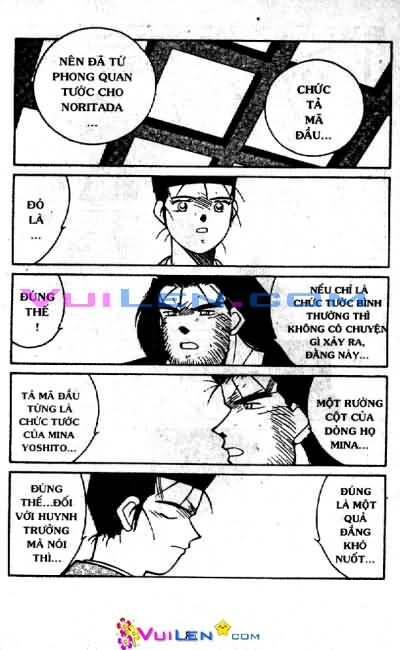 NÊN ĐÃ TỪ
PHONG QUAN
TƯỚC CHO
NORITADA
...
CHỨC
TẢ
MÃ
ĐẦU...
ĐÓ
LÀ
...
ĐÚNG
THẾ
!
NẾU CHỈ LÀ
CHỨC TƯỚC BÌNH
THƯỜNG THÌ
KHÔNG CÓ CHUYỆN
GÌ XẢY RA,
ĐẰNG NÀY...
VUILEN.COM
TẢ MÃ ĐẦU
TỪNG LÀ
CHỨC TƯỚC
CỦA MINA
YOSHITO...
MỘT RƯỜNG
CỘT CỦA
DÒNG HỌ
MINA...
ĐÚNG
THẾ...ĐỐI
VỚI HUYNH
TRƯỞNG
MÀ NÓI
THÌ...
ĐÚNG
LÀ MỘT
QUẢ
ĐẮNG
KHÓ
NUỐT...
VUILEN
.COM